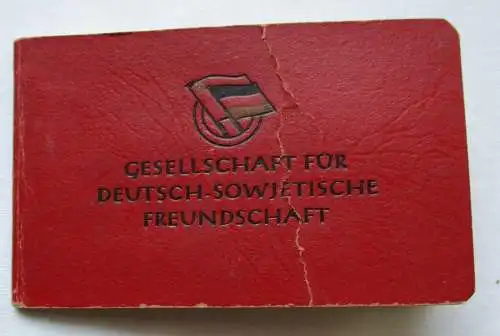 GESELLSCHAFT FÜR
DEUTSCH-SOWJETISCHE
FREUNDSCHAFT